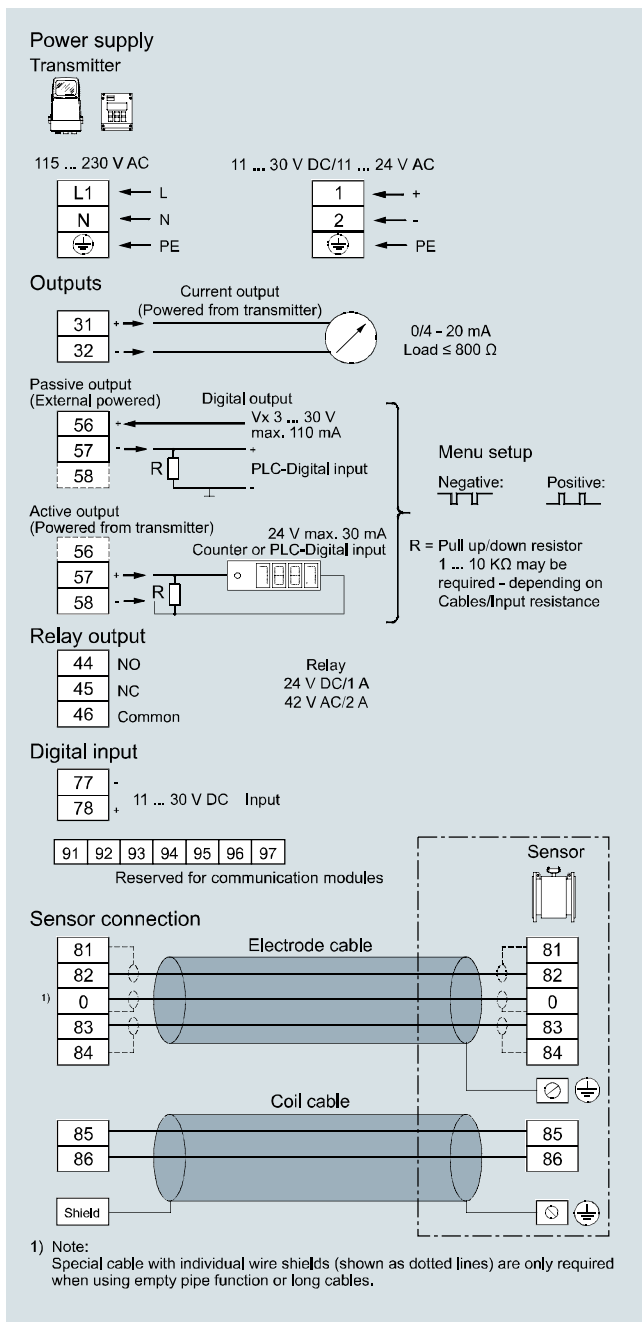 Power supply
Transmitter
115 ... 230 V AC
11 ... 30 V DC/11 ... 24 V AC
L1 L
N N
PE
1 +
2 -
PE
Outputs
Current output
(Powered from transmitter)
31 +
32 -
0/4 - 20 mA
Load ≤ 800 Ω
Passive output
(External powered)
Digital output
56 +
57 -
58
Vx 3 ... 30 V
max. 110 mA
+
R
PLC-Digital input
-
Menu setup
Negative: Positive:
Active output
(Powered from transmitter)
24 V max. 30 mA
Counter or PLC-Digital input
56
57 +
58 -
R
R = Pull up/down resistor
1 ... 10 KΩ may be
required - depending on
Cables/Input resistance
Relay output
44 NO
45 NC
46 Common
Relay
24 V DC/1 A
42 V AC/2 A
Digital input
77 -
78 +
11 ... 30 V DC Input
91 92 93 94 95 96 97
Reserved for communication modules
Sensor
Sensor connection
Electrode cable
81 81
82 82
1) 0 0
83 83
84 84
Coil cable
85 85
86 86
Shield
1) Note:
Special cable with individual wire shields (shown as dotted lines) are only required
when using empty pipe function or long cables.